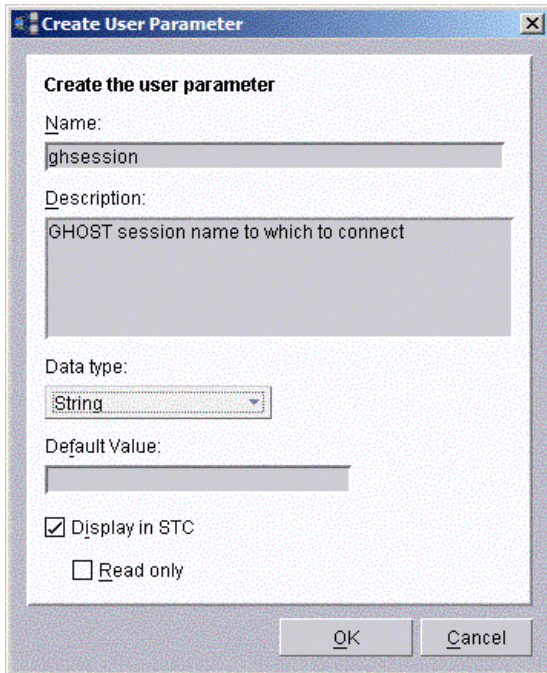 Create User Parameter
Create the user parameter
Name:
ghsession
Description:
GHOST session name to which to connect
Data type:
String
Default Value:
Display in STC
Read only
OK
Cancel